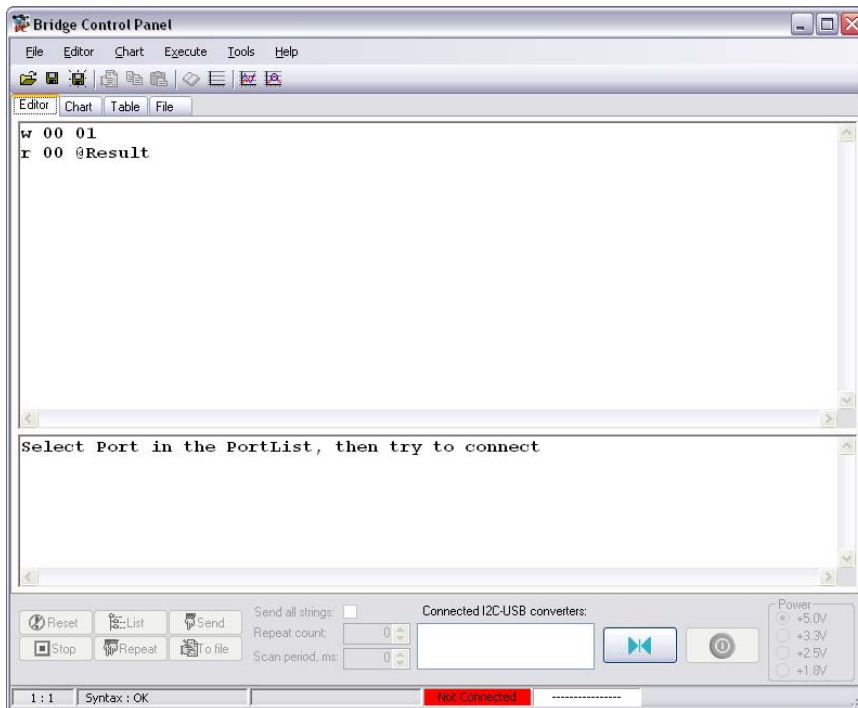 Bridge Control Panel
File Editor Chart Execute Tools Help
Editor Chart Table File
w 00 01
r 00 @Result
Select Port in the PortList, then try to connect
Reset List Send Send all strings: Connected I2C-USB converters: Power
+5.0V
Repeat count: 0 +3.3V
Stop Repeat To file +2.5V
Scan period, ms: 0 +1.8V
1 : 1 Syntax : OK Not Connected ----------------